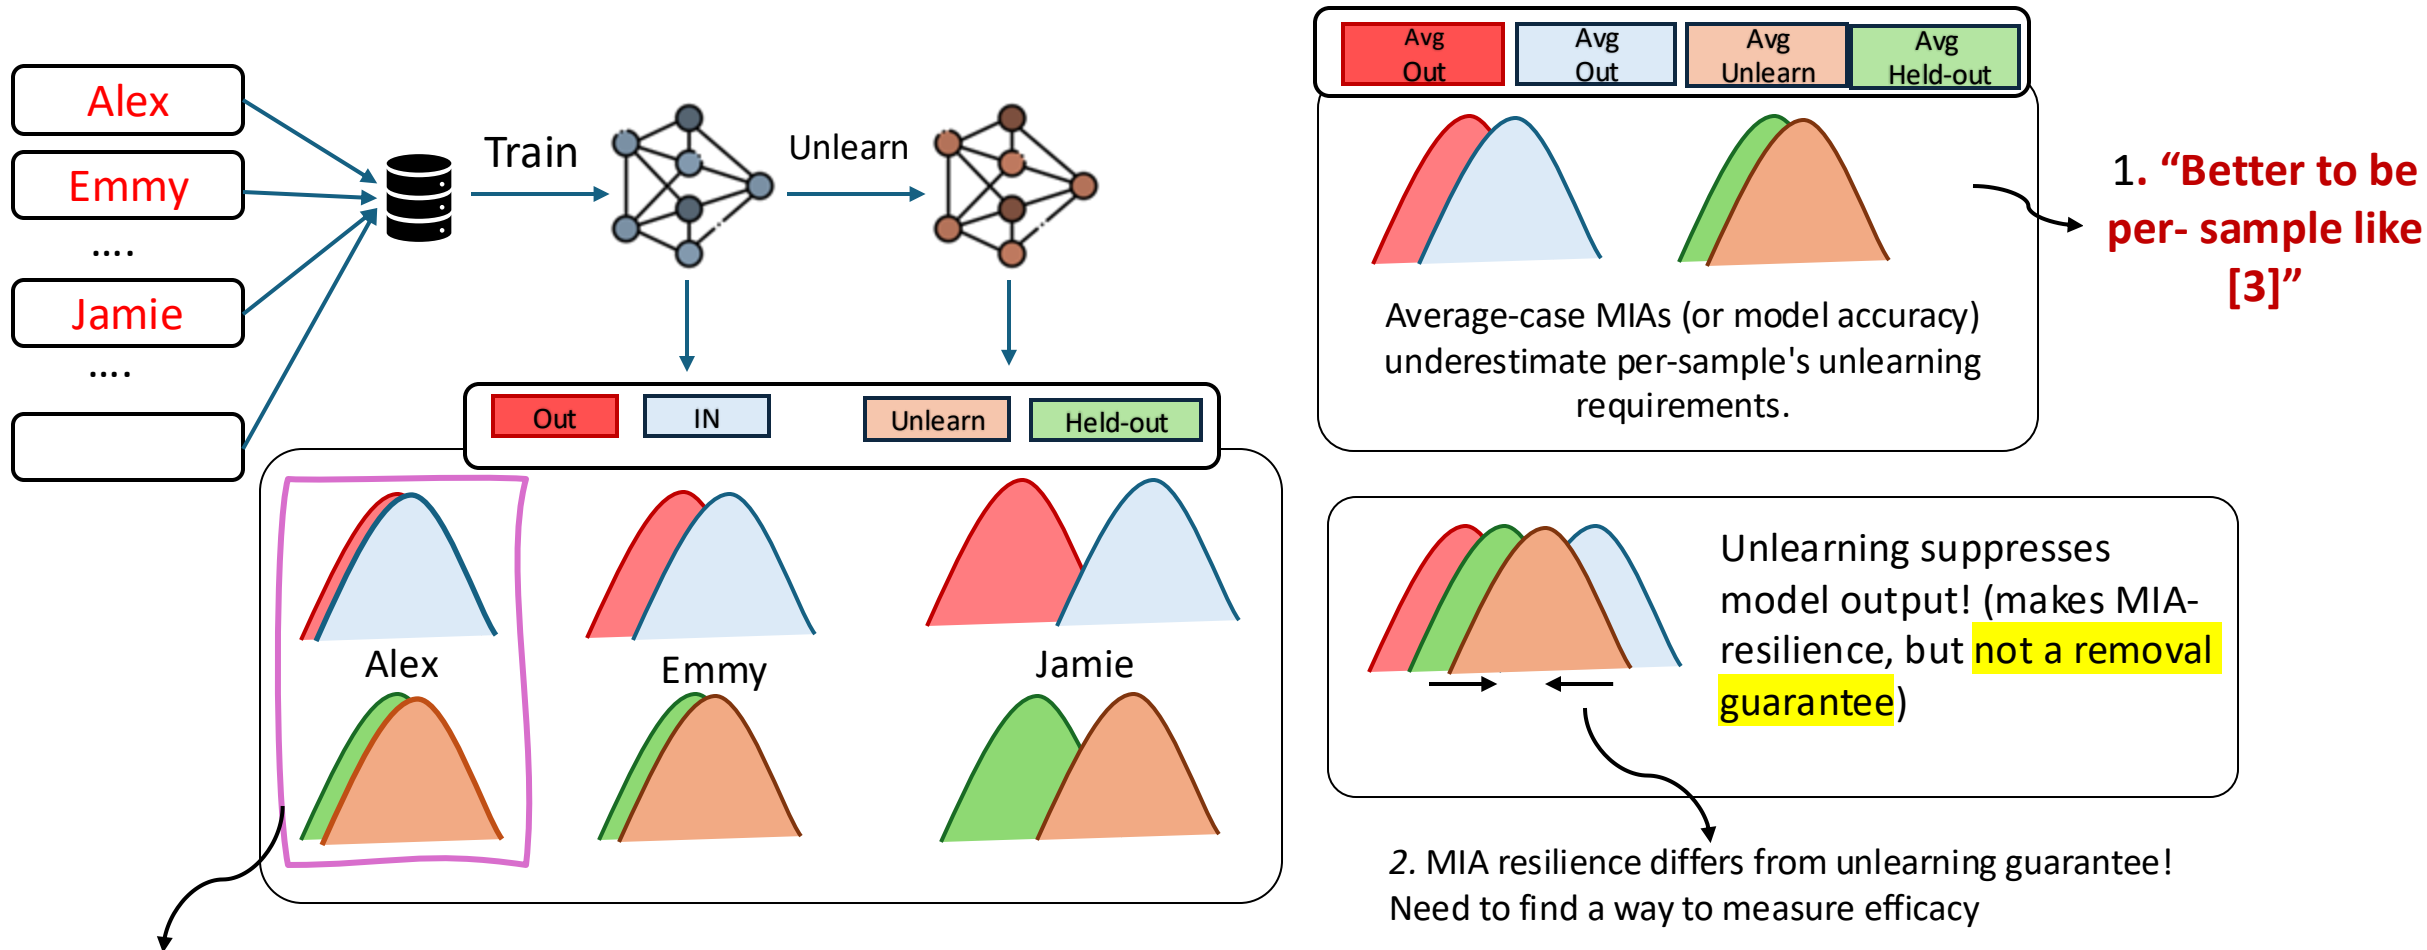 Alex
Emmy
....
Jamie
....
Train
Unlearn
Out
IN
Unlearn
Held-out
Alex
Emmy
Jamie
Avg
Out
Avg
Out
Avg
Unlearn
Avg
Held-out
Average-case MIAs (or model accuracy)
underestimate per-sample's unlearning
requirements.
1. “Better to be
per- sample like
[3]”
Unlearning suppresses
model output! (makes MIA-
resilience, but not a removal
guarantee)
2. MIA resilience differs from unlearning guarantee!
Need to find a way to measure efficacy